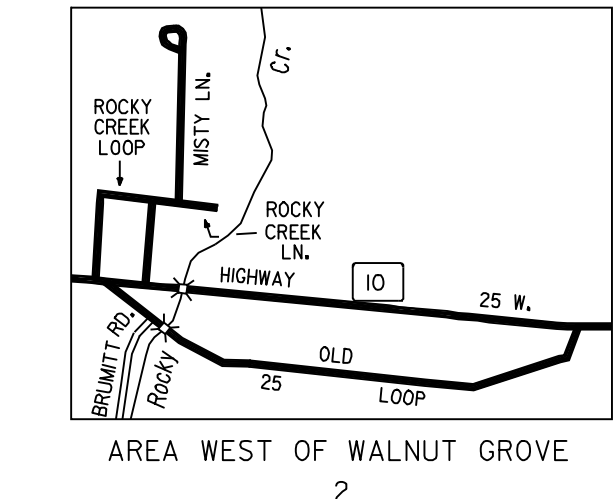 Cr.
MISTY LN.
ROCKY
CREEK
LOOP
ROCKY
CREEK
LN.
HIGHWAY
10
25 W.
BRUMITT RD.
Rocky
OLD
25
LOOP
AREA WEST OF WALNUT GROVE
2